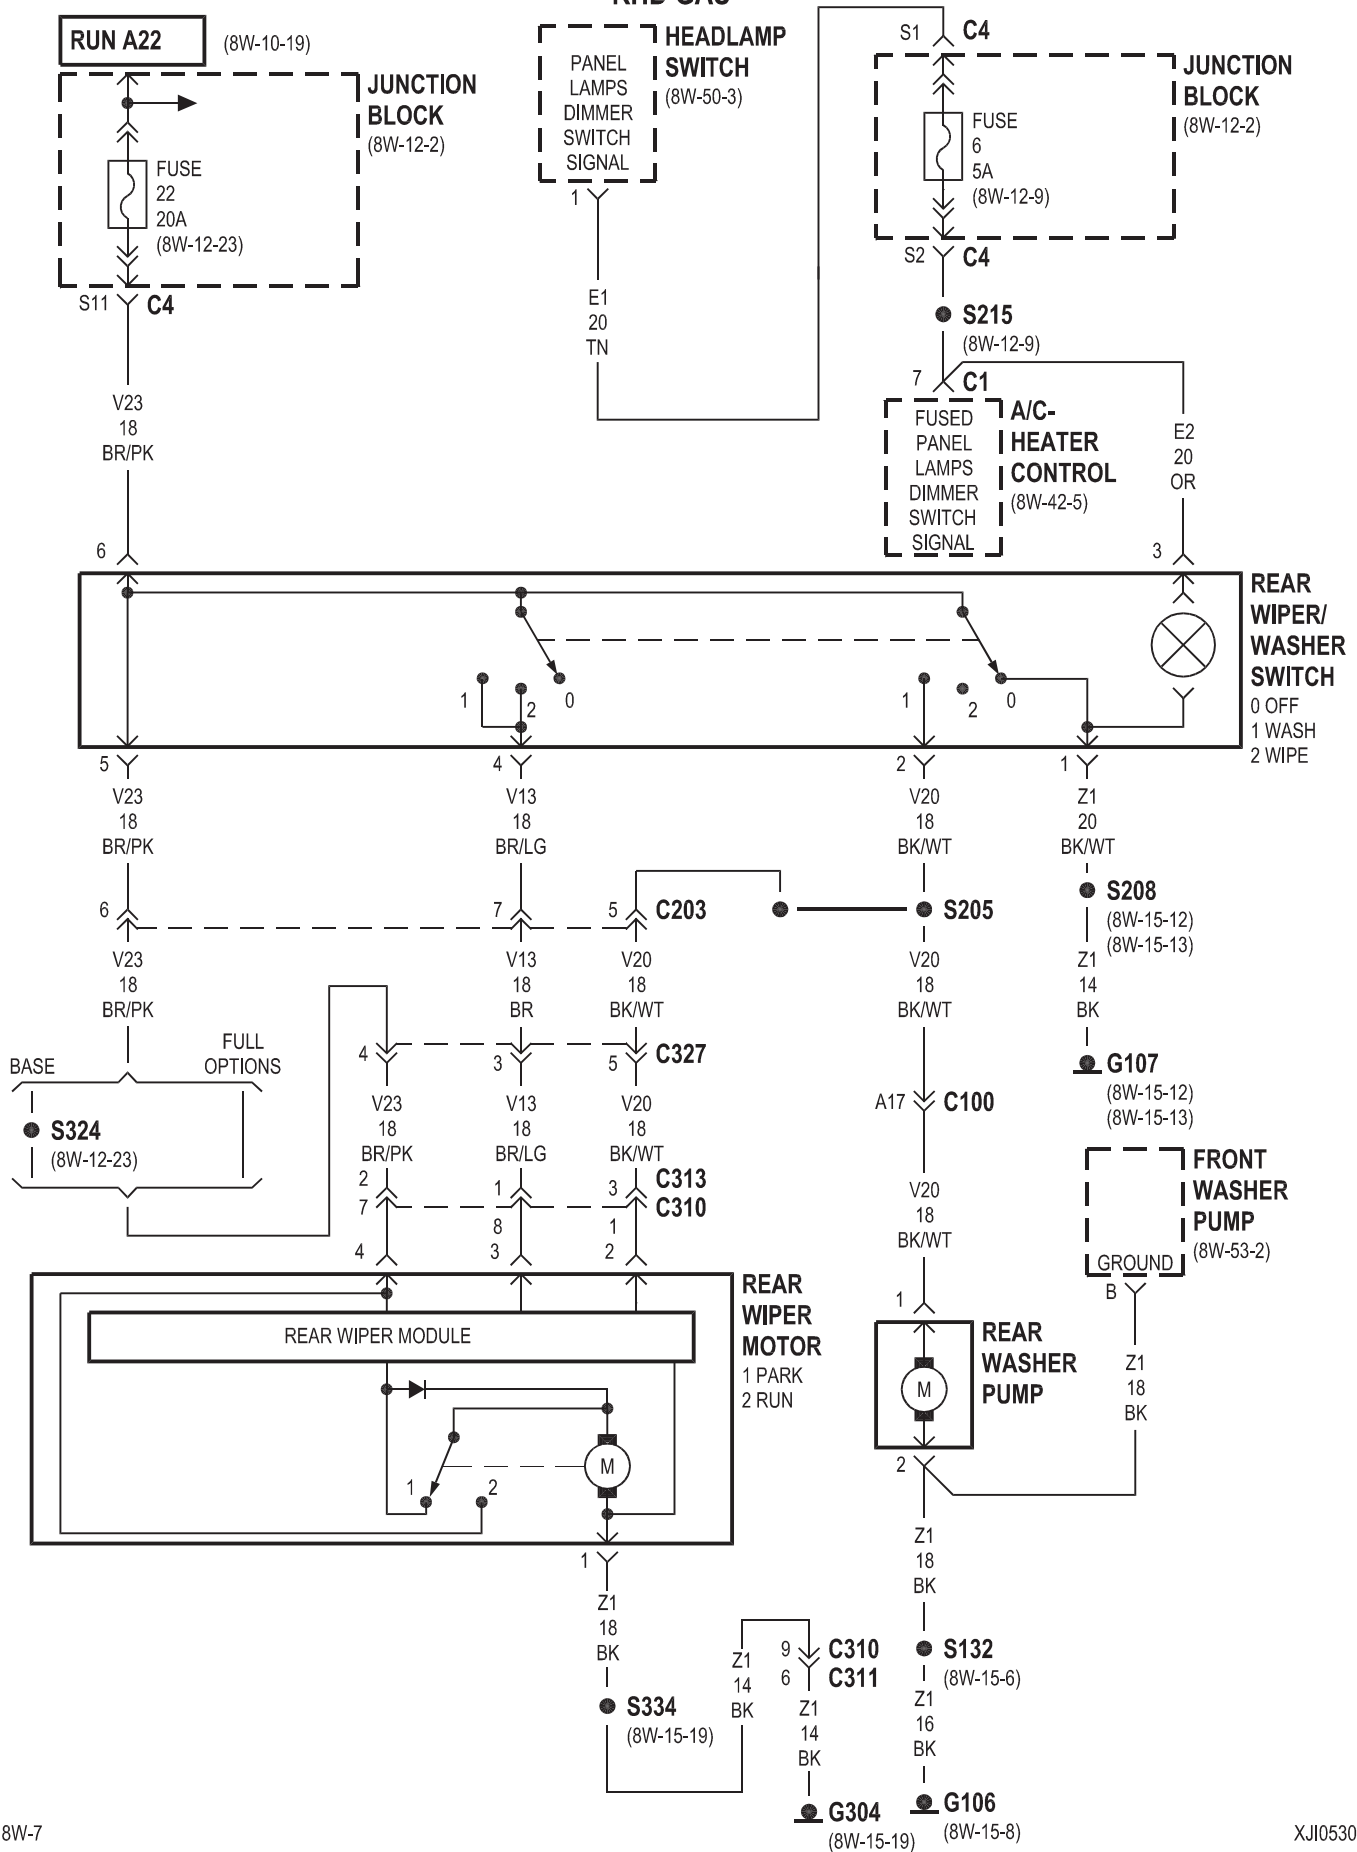 RHD GAS
RUN A22
(8W-10-19)
JUNCTION
BLOCK
(8W-12-2)
FUSE
22
20A
(8W-12-23)
S11
C4
V23
18
BR/PK
6
HEADLAMP
SWITCH
(8W-50-3)
PANEL
LAMPS
DIMMER
SWITCH
SIGNAL
1
E1
20
TN
S1
C4
JUNCTION
BLOCK
(8W-12-2)
FUSE
6
5A
(8W-12-9)
S2
C4
S215
(8W-12-9)
7
C1
FUSED
PANEL
LAMPS
DIMMER
SWITCH
SIGNAL
A/C-
HEATER
CONTROL
(8W-42-5)
E2
20
OR
3
REAR
WIPER/
WASHER
SWITCH
0 OFF
1 WASH
2 WIPE
1
2
0
1
2
0
5
4
2
1
V23
18
BR/PK
V13
18
BR/LG
V20
18
BK/WT
Z1
20
BK/WT
6
7
5
C203
S205
S208
(8W-15-12)
(8W-15-13)
V23
18
BR/PK
V13
18
BR
V20
18
BK/WT
V20
18
BK/WT
Z1
14
BK
BASE
FULL
OPTIONS
4
3
5
C327
G107
(8W-15-12)
(8W-15-13)
S324
(8W-12-23)
V23
18
BR/PK
V13
18
BR/LG
V20
18
BK/WT
A17
C100
2
1
3
C313
7
8
1
C310
4
3
2
V20
18
BK/WT
1
FRONT
WASHER
PUMP
(8W-53-2)
GROUND
B
REAR
WIPER
MOTOR
1 PARK
2 RUN
REAR WIPER MODULE
1
2
M
1
REAR
WASHER
PUMP
M
2
Z1
18
BK
Z1
18
BK
Z1
18
BK
S334
(8W-15-19)
Z1
14
BK
9
C310
6
C311
Z1
14
BK
G304
(8W-15-19)
S132
(8W-15-6)
Z1
16
BK
G106
(8W-15-8)
8W-7
XJI0530